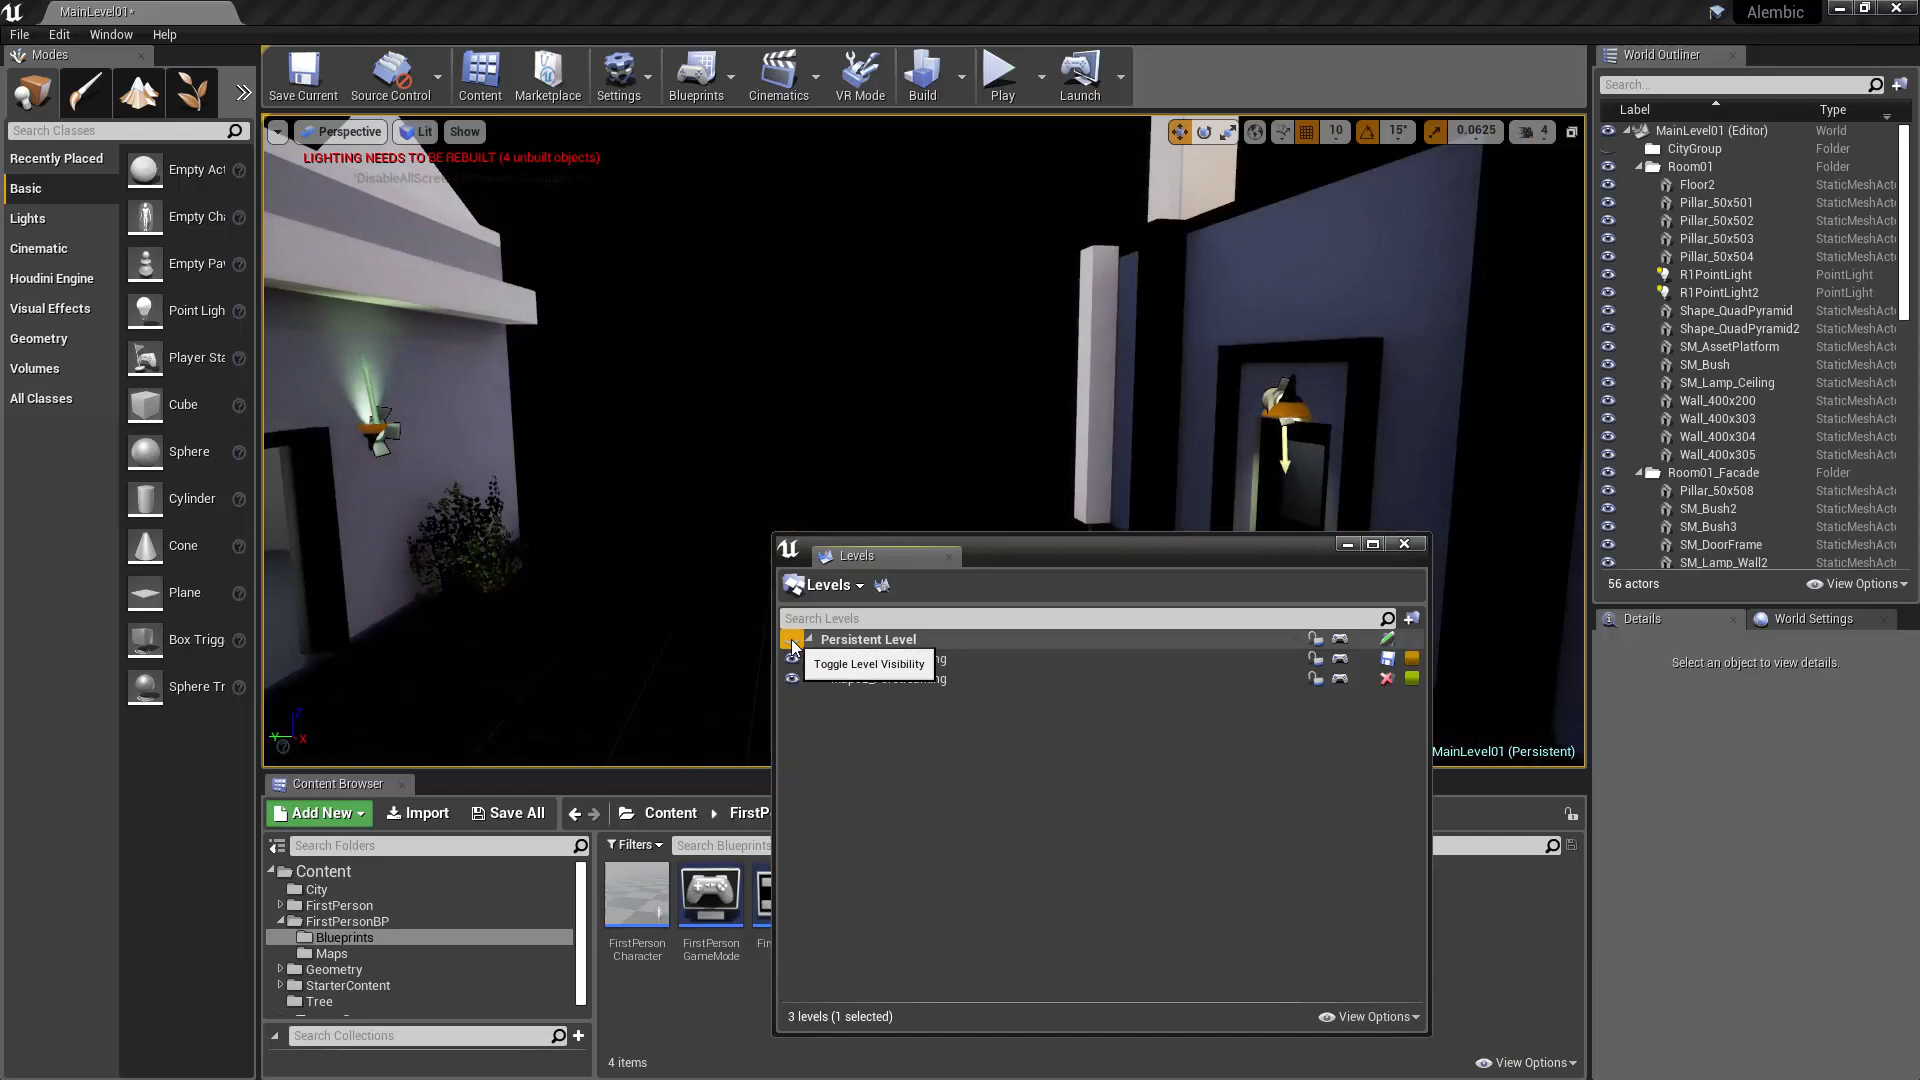 MainLevel01*
Alembic
File Edit Window Help
Modes
Search Classes
Recently Placed
Basic
Lights
Cinematic
Houdini Engine
Visual Effects
Geometry
Volumes
All Classes
Empty Act
Empty Cha
Empty Paw
Point Ligh
Player Sta
Cube
Sphere
Cylinder
Cone
Plane
Box Trigg
Sphere Tr
Save Current Source Control Content Marketplace Settings Blueprints Cinematics VR Mode Build Play Launch
Perspective Lit Show
10 15° 0.0625 4
LIGHTING NEEDS TO BE REBUILT (4 unbuilt objects)
MainLevel01 (Persistent)
Levels
Levels
Search Levels
Persistent Level
Toggle Level Visibility
3 levels (1 selected)
View Options
Content Browser
Add New Import Save All Content FirstP
Search Folders
Filters Search Blueprints
Content
City
FirstPerson
FirstPersonBP
Blueprints
Maps
Geometry
StarterContent
Tree
Search Collections
FirstPerson
Character
FirstPerson
GameMode
4 items
View Options
World Outliner
Search...
Label Type
MainLevel01 (Editor) World
CityGroup Folder
Room01 Folder
Floor2 StaticMeshActo
Pillar_50x501 StaticMeshActo
Pillar_50x502 StaticMeshActo
Pillar_50x503 StaticMeshActo
Pillar_50x504 StaticMeshActo
R1PointLight PointLight
R1PointLight2 PointLight
Shape_QuadPyramid StaticMeshActo
Shape_QuadPyramid2 StaticMeshActo
SM_AssetPlatform StaticMeshActo
SM_Bush StaticMeshActo
SM_Lamp_Ceiling StaticMeshActo
Wall_400x200 StaticMeshActo
Wall_400x303 StaticMeshActo
Wall_400x304 StaticMeshActo
Wall_400x305 StaticMeshActo
Room01_Facade Folder
Pillar_50x508 StaticMeshActo
SM_Bush2 StaticMeshActo
SM_Bush3 StaticMeshActo
SM_DoorFrame StaticMeshActo
SM_Lamp_Wall2 StaticMeshActo
56 actors
View Options
Details World Settings
Select an object to view details.